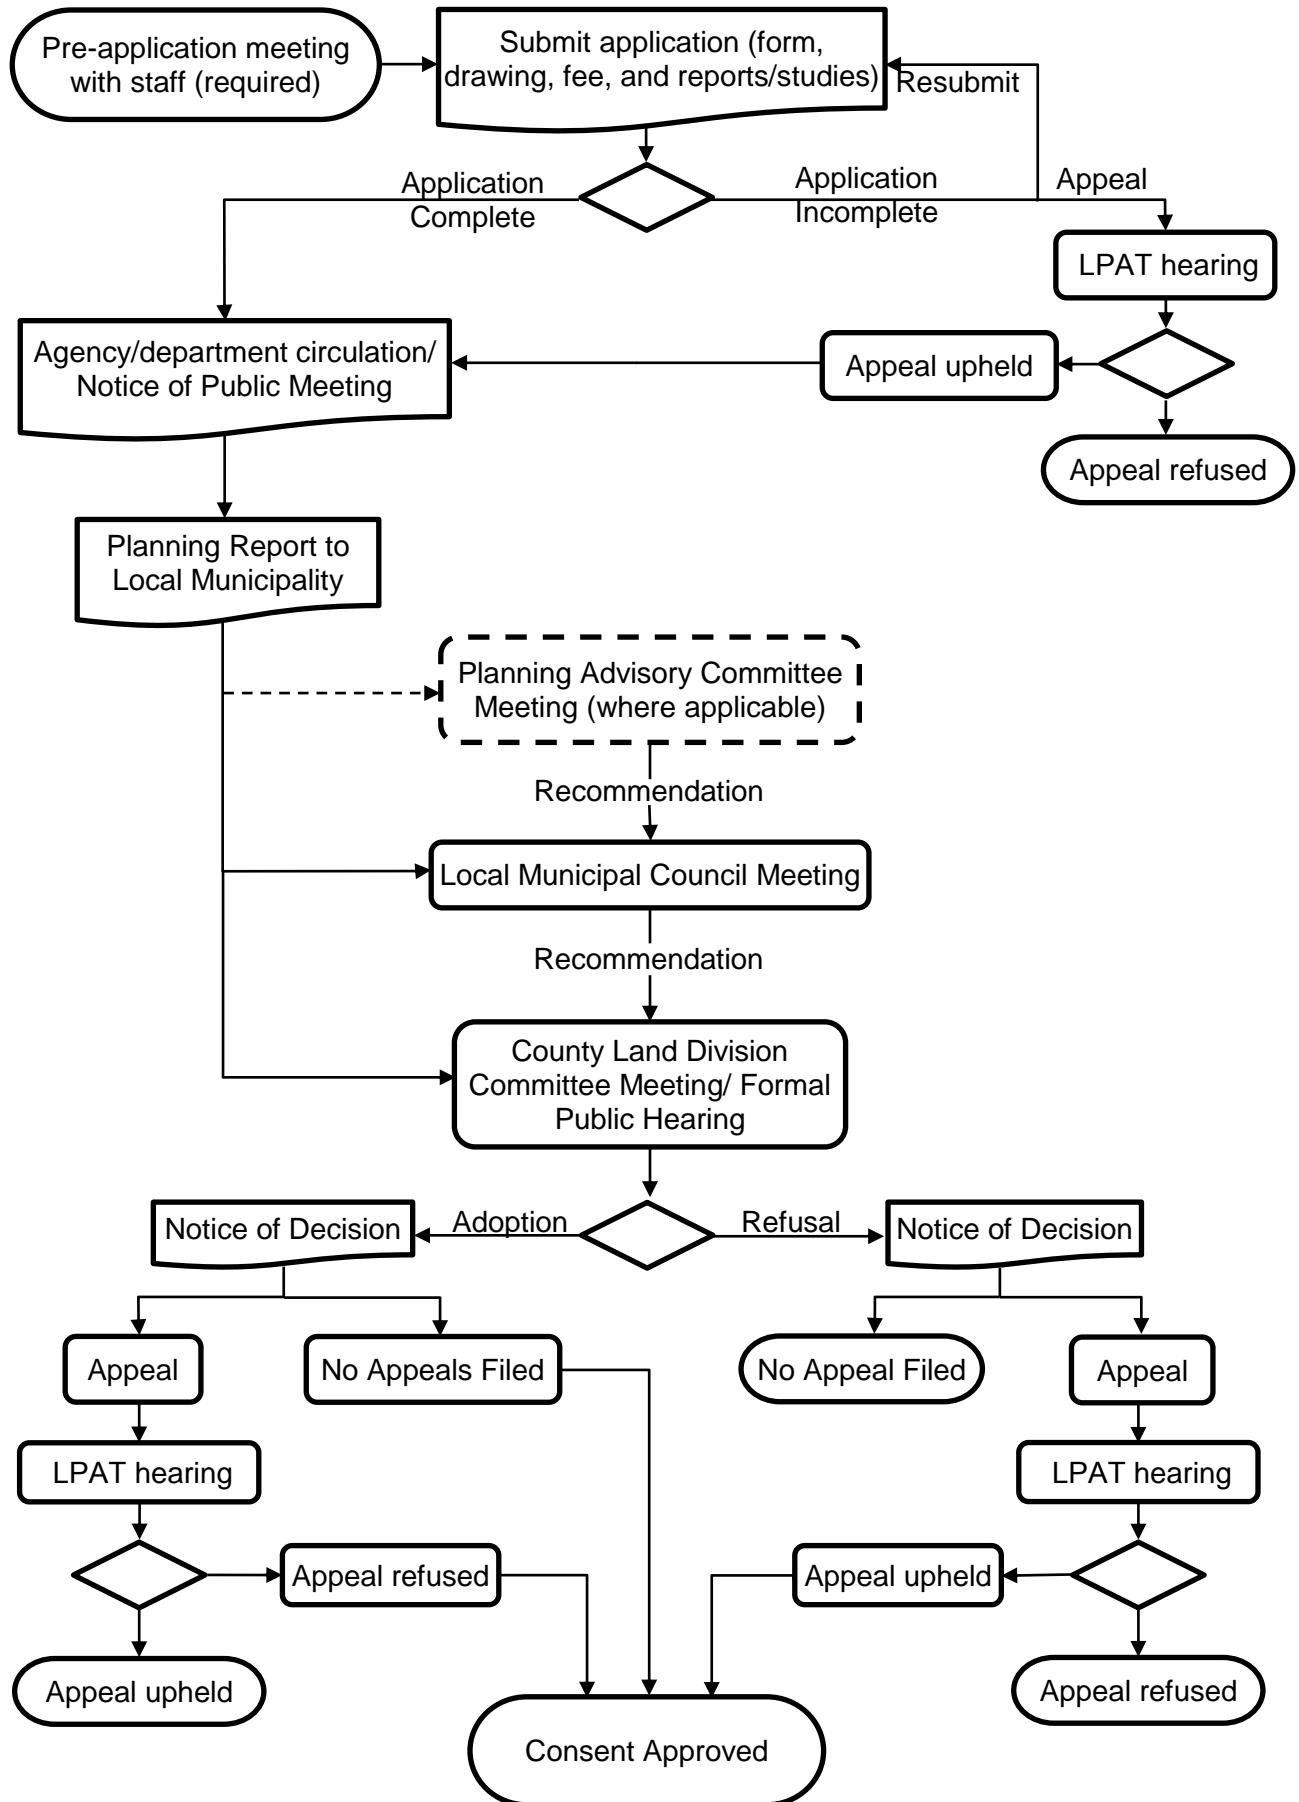 Pre-application meeting
with staff (required)
Submit application (form,
drawing, fee, and reports/studies)
Resubmit
Application
Complete
Application
Incomplete
Appeal
LPAT hearing
Agency/department circulation/
Notice of Public Meeting
Appeal upheld
Appeal refused
Planning Report to
Local Municipality
Planning Advisory Committee
Meeting (where applicable)
Recommendation
Local Municipal Council Meeting
Recommendation
County Land Division
Committee Meeting/ Formal
Public Hearing
Notice of Decision
Adoption
Refusal
Notice of Decision
Appeal
No Appeals Filed
No Appeal Filed
Appeal
LPAT hearing
LPAT hearing
Appeal refused
Appeal upheld
Appeal upheld
Appeal refused
Consent Approved